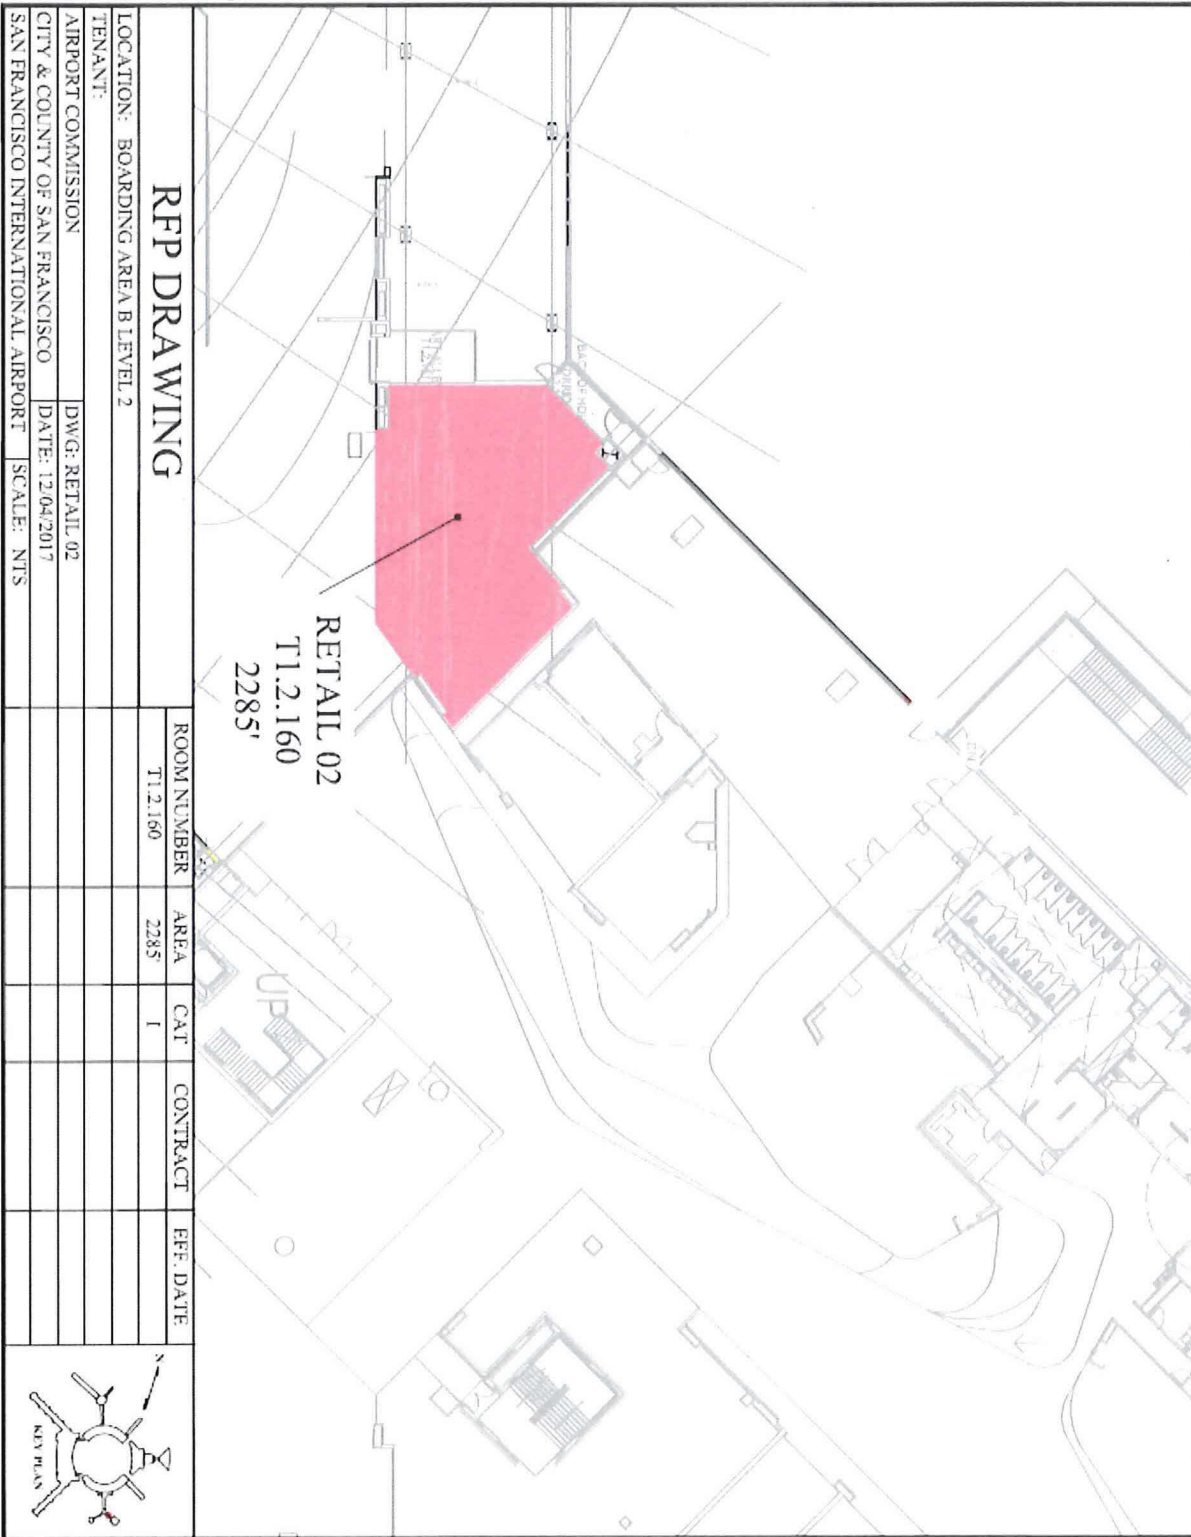 RETAIL 02
T1.2.160
2285'
UP
RFP DRAWING
LOCATION: BOARDING AREA B LEVEL 2
TENANT:
AIRPORT COMMISSION DWG: RETAIL 02
CITY & COUNTY OF SAN FRANCISCO DATE: 12/04/2017
SAN FRANCISCO INTERNATIONAL AIRPORT SCALE: NTS
ROOM NUMBER AREA CAT CONTRACT EFF. DATE
T1.2.160 2285' I
N
KEY PLAN